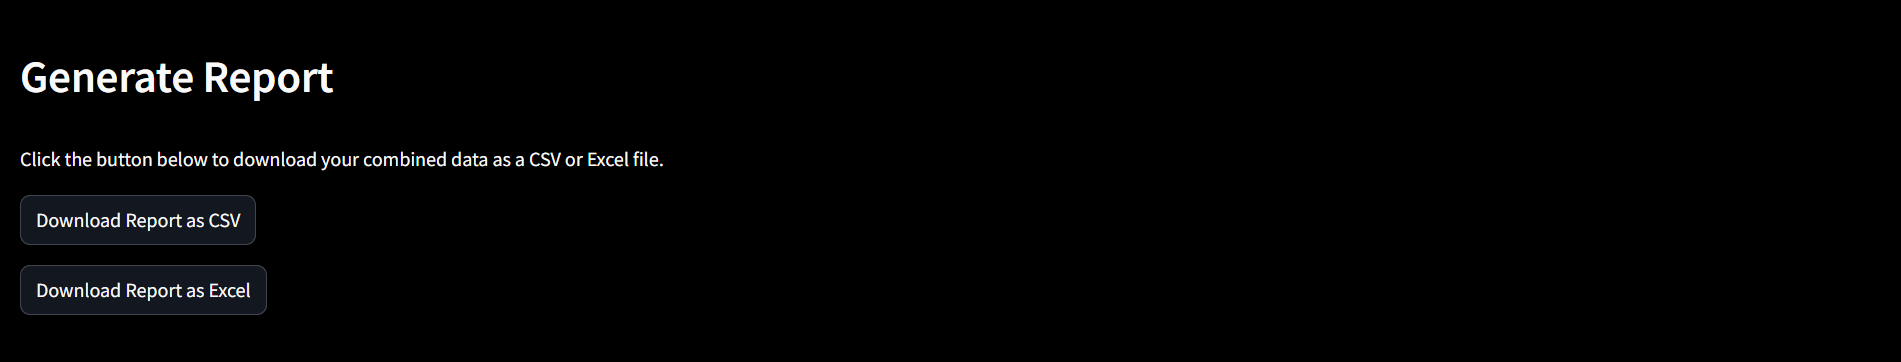 Generate Report
Click the button below to download your combined data as a CSV or Excel file.
Download Report as CSV
Download Report as Excel